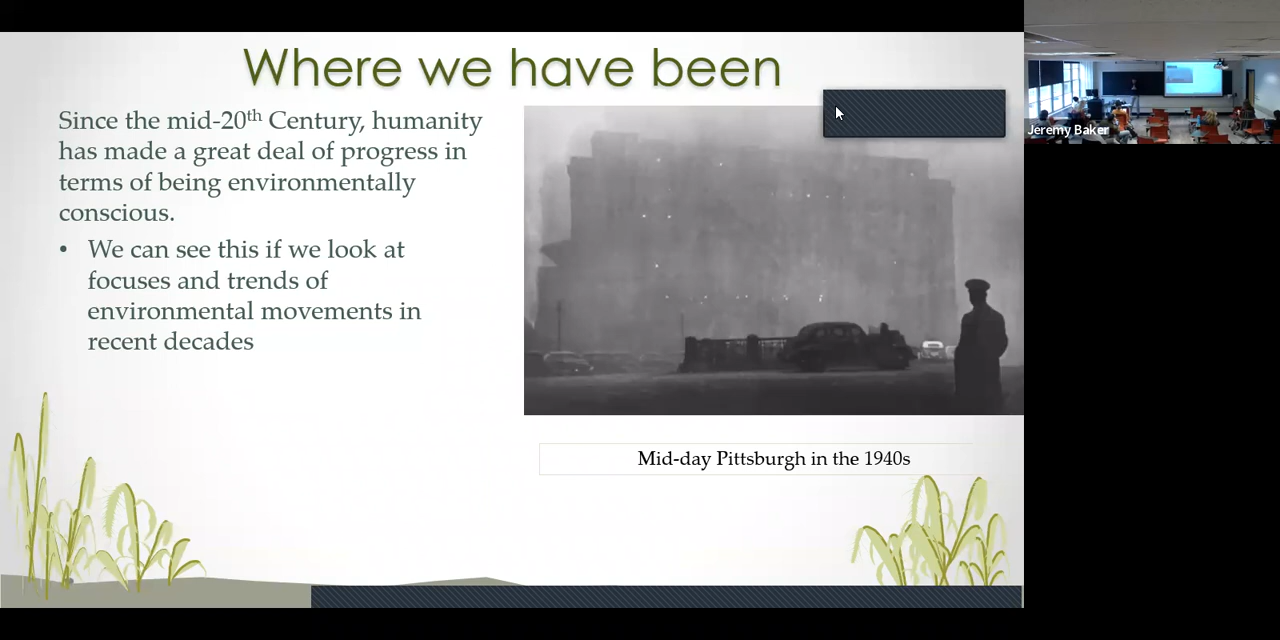 Where we have been
Since the mid-20th Century, humanity
has made a great deal of progress in
terms of being environmentally
conscious.
• We can see this if we look at
focuses and trends of
environmental movements in
recent decades
Mid-day Pittsburgh in the 1940s
Jeremy Baker